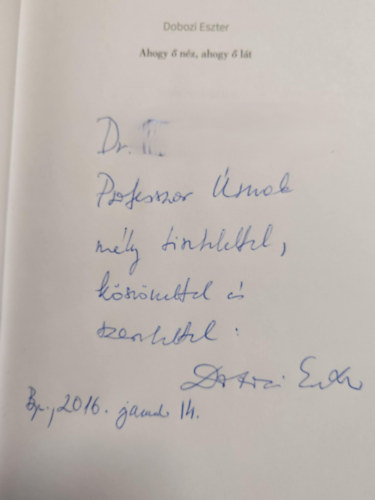 Dobozi Eszter
Ahogy ő néz, ahogy ő lát
Dr.
Professzor Úrnak
mély tisztelettel,
köszönettel és
szeretettel:
Dobozi Eszter
Bp., 2016. január 14.